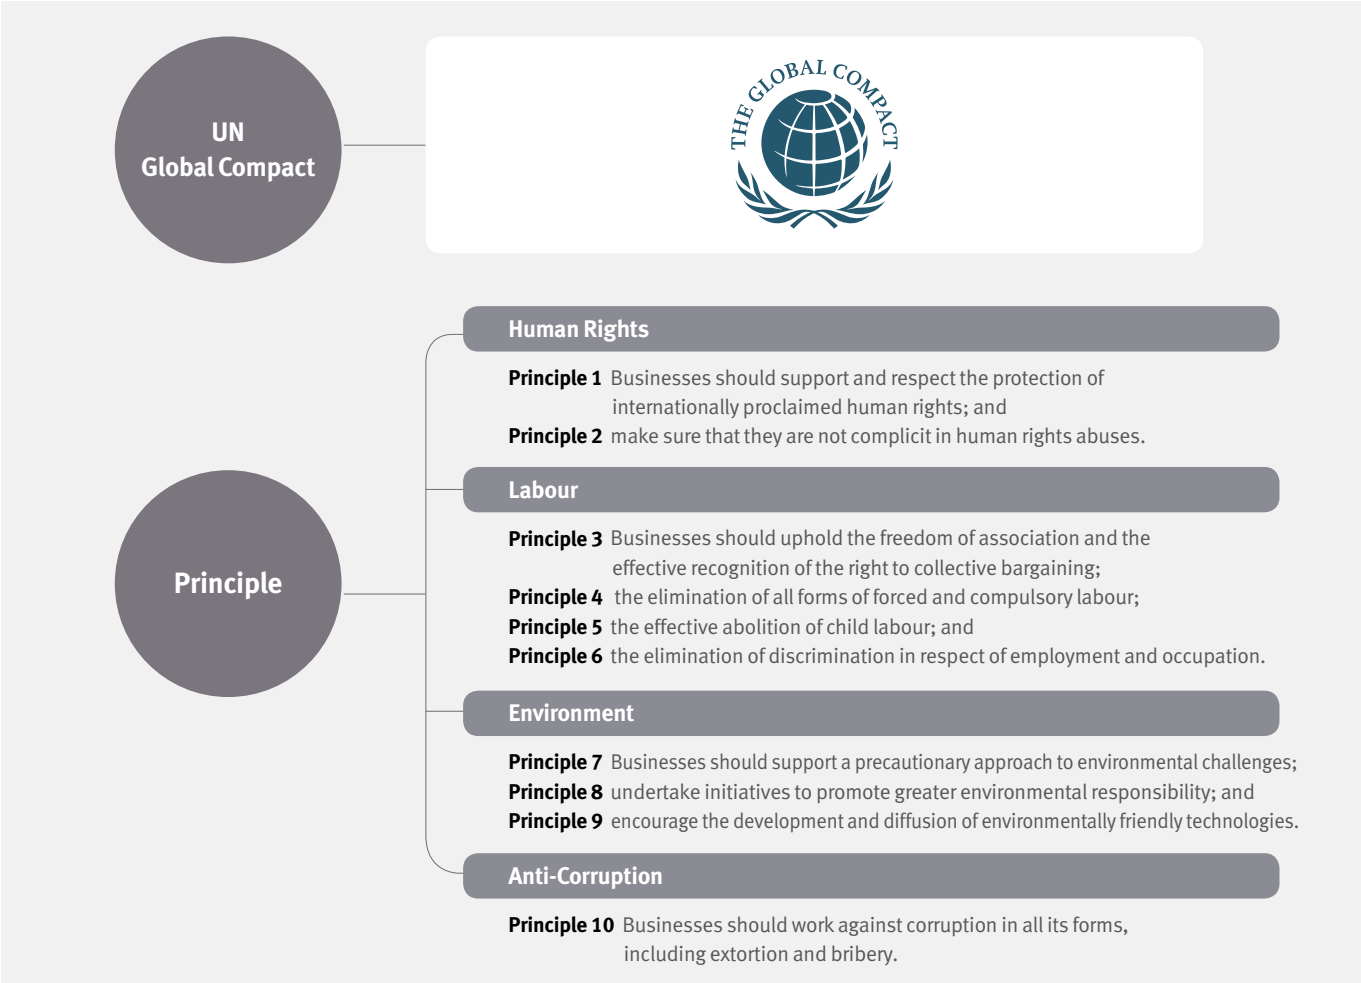 UN
Global Compact
THE GLOBAL COMPACT
Principle
Human Rights
Principle 1 Businesses should support and respect the protection of
internationally proclaimed human rights; and
Principle 2 make sure that they are not complicit in human rights abuses.
Labour
Principle 3 Businesses should uphold the freedom of association and the
effective recognition of the right to collective bargaining;
Principle 4 the elimination of all forms of forced and compulsory labour;
Principle 5 the effective abolition of child labour; and
Principle 6 the elimination of discrimination in respect of employment and occupation.
Environment
Principle 7 Businesses should support a precautionary approach to environmental challenges;
Principle 8 undertake initiatives to promote greater environmental responsibility; and
Principle 9 encourage the development and diffusion of environmentally friendly technologies.
Anti-Corruption
Principle 10 Businesses should work against corruption in all its forms,
including extortion and bribery.